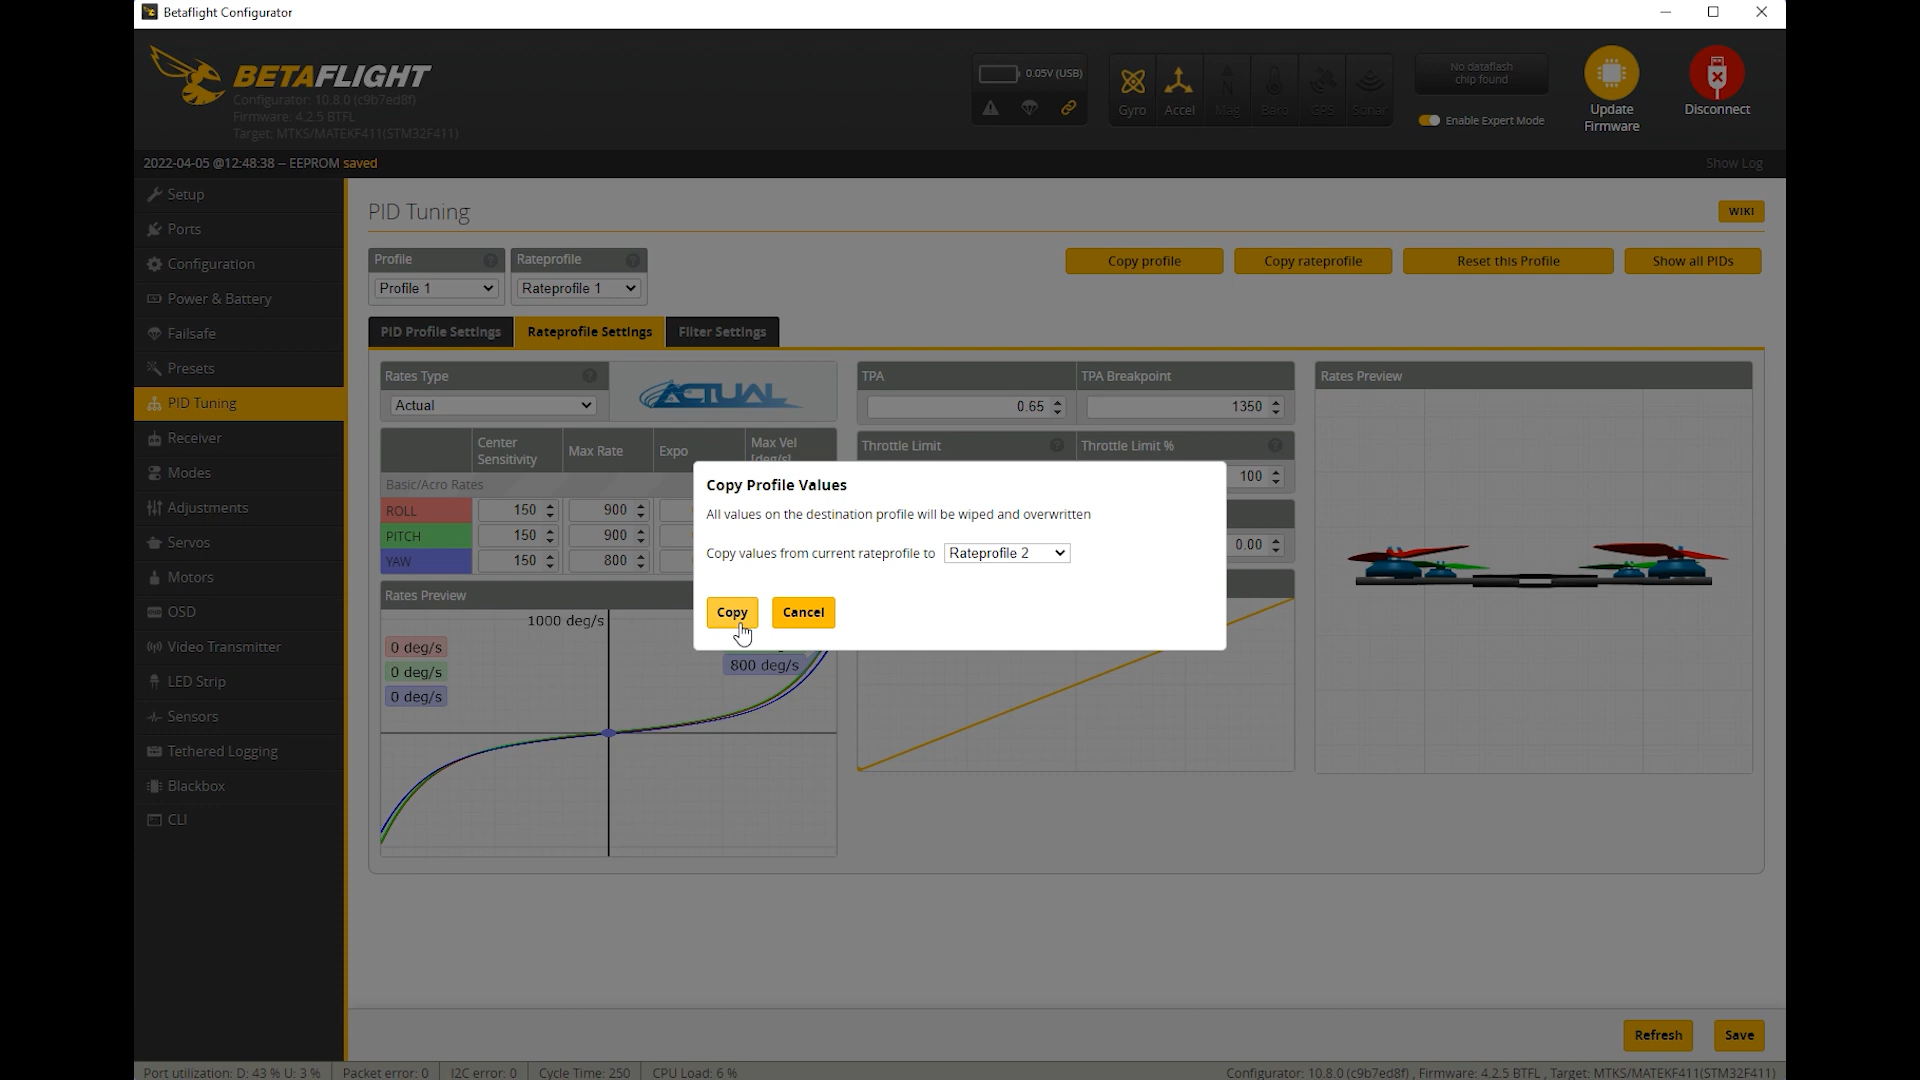 Betaflight Configurator
BETAFLIGHT
Configurator: 10.8.0 (c9b7ed8f)
Firmware: 4.2.5 BTFL
Target: MTKS/MATEKF411(STM32F411)
0.05V (USB)
Gyro
Accel
Mag
Baro
GPS
Sonar
No dataflash
chip found
Enable Expert Mode
Update
Firmware
Disconnect
2022-04-05 @12:48:38 -- EEPROM saved
Show Log
Setup
Ports
Configuration
Power & Battery
Failsafe
Presets
PID Tuning
Receiver
Modes
Adjustments
Servos
Motors
OSD
Video Transmitter
LED Strip
Sensors
Tethered Logging
Blackbox
CLI
PID Tuning
WIKI
Profile
Profile 1
Rateprofile
Rateprofile 1
Copy profile
Copy rateprofile
Reset this Profile
Show all PIDs
PID Profile Settings
Rateprofile Settings
Filter Settings
Rates Type
Actual
ACTUAL
Center
Sensitivity
Max Rate
Expo
Max Vel
[deg/s]
Basic/Acro Rates
ROLL 150 900
PITCH 150 900
YAW 150 800
Rates Preview
1000 deg/s
0 deg/s
0 deg/s
0 deg/s
800 deg/s
TPA
0.65
TPA Breakpoint
1350
Throttle Limit
Throttle Limit %
100
0.00
Rates Preview
Copy Profile Values
All values on the destination profile will be wiped and overwritten
Copy values from current rateprofile to Rateprofile 2
Copy
Cancel
Refresh
Save
Port utilization: D: 43 % U: 3 %
Packet error: 0
I2C error: 0
Cycle Time: 250
CPU Load: 6 %
Configurator: 10.8.0 (c9b7ed8f) , Firmware: 4.2.5 BTFL , Target: MTKS/MATEKF411(STM32F411)